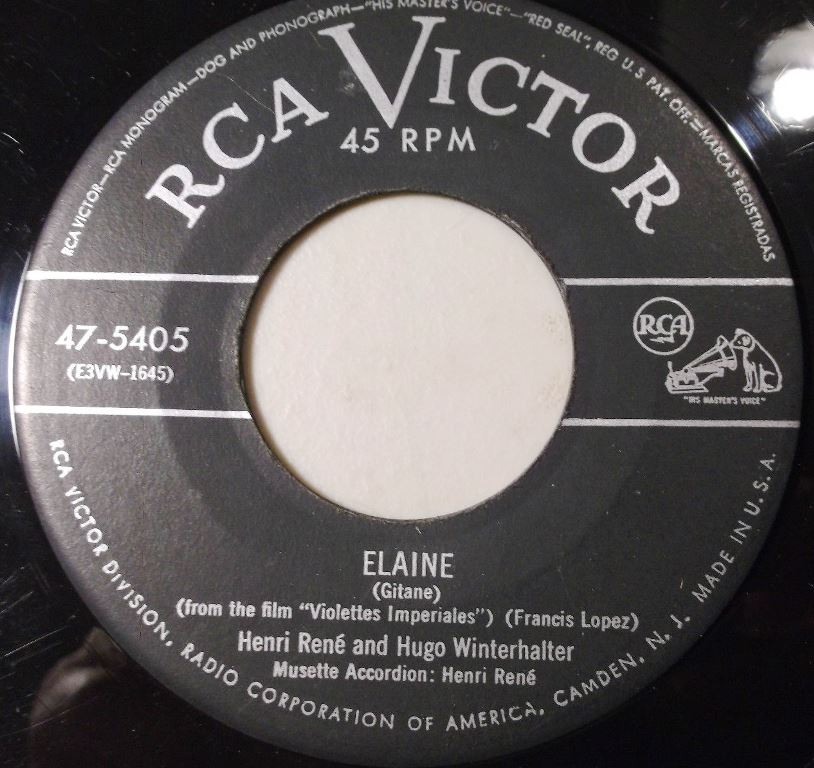 RCA VICTOR—RCA MONOGRAM—DOG AND PHONOGRAPH—"HIS MASTER'S VOICE"—"RED SEAL", REG U.S. PAT. OFF.=MARCAS REGISTRADAS
RCA VICTOR
45 RPM
47-5405
(E3VW-1645)
RCA
"HIS MASTER'S VOICE"
ELAINE
(Gitane)
(from the film "Violettes Imperiales") (Francis Lopez)
Henri René and Hugo Winterhalter
Musette Accordion: Henri René
RCA VICTOR DIVISION, RADIO CORPORATION OF AMERICA, CAMDEN, N. J. MADE IN U.S.A.